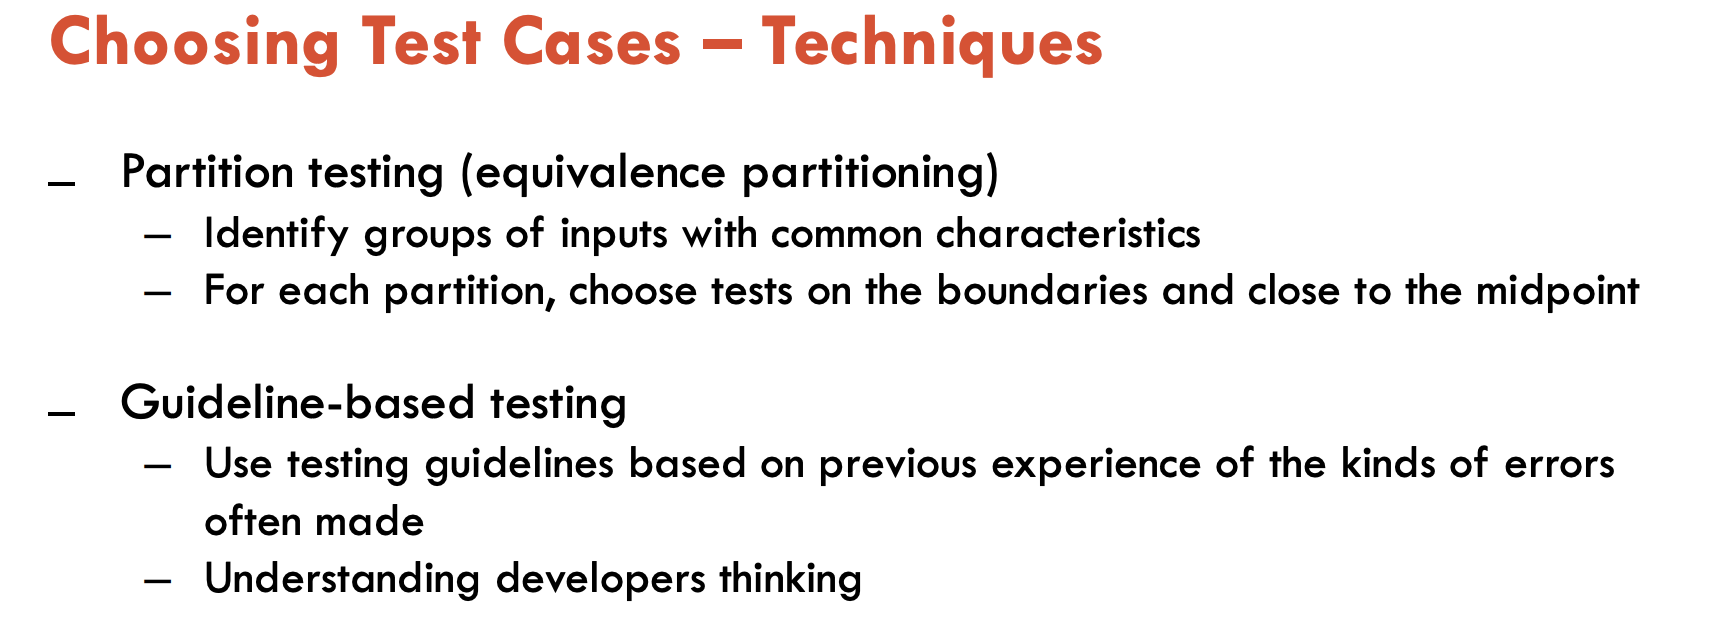 Choosing Test Cases – Techniques
– Partition testing (equivalence partitioning)
– Identify groups of inputs with common characteristics
– For each partition, choose tests on the boundaries and close to the midpoint
– Guideline-based testing
– Use testing guidelines based on previous experience of the kinds of errors
often made
– Understanding developers thinking